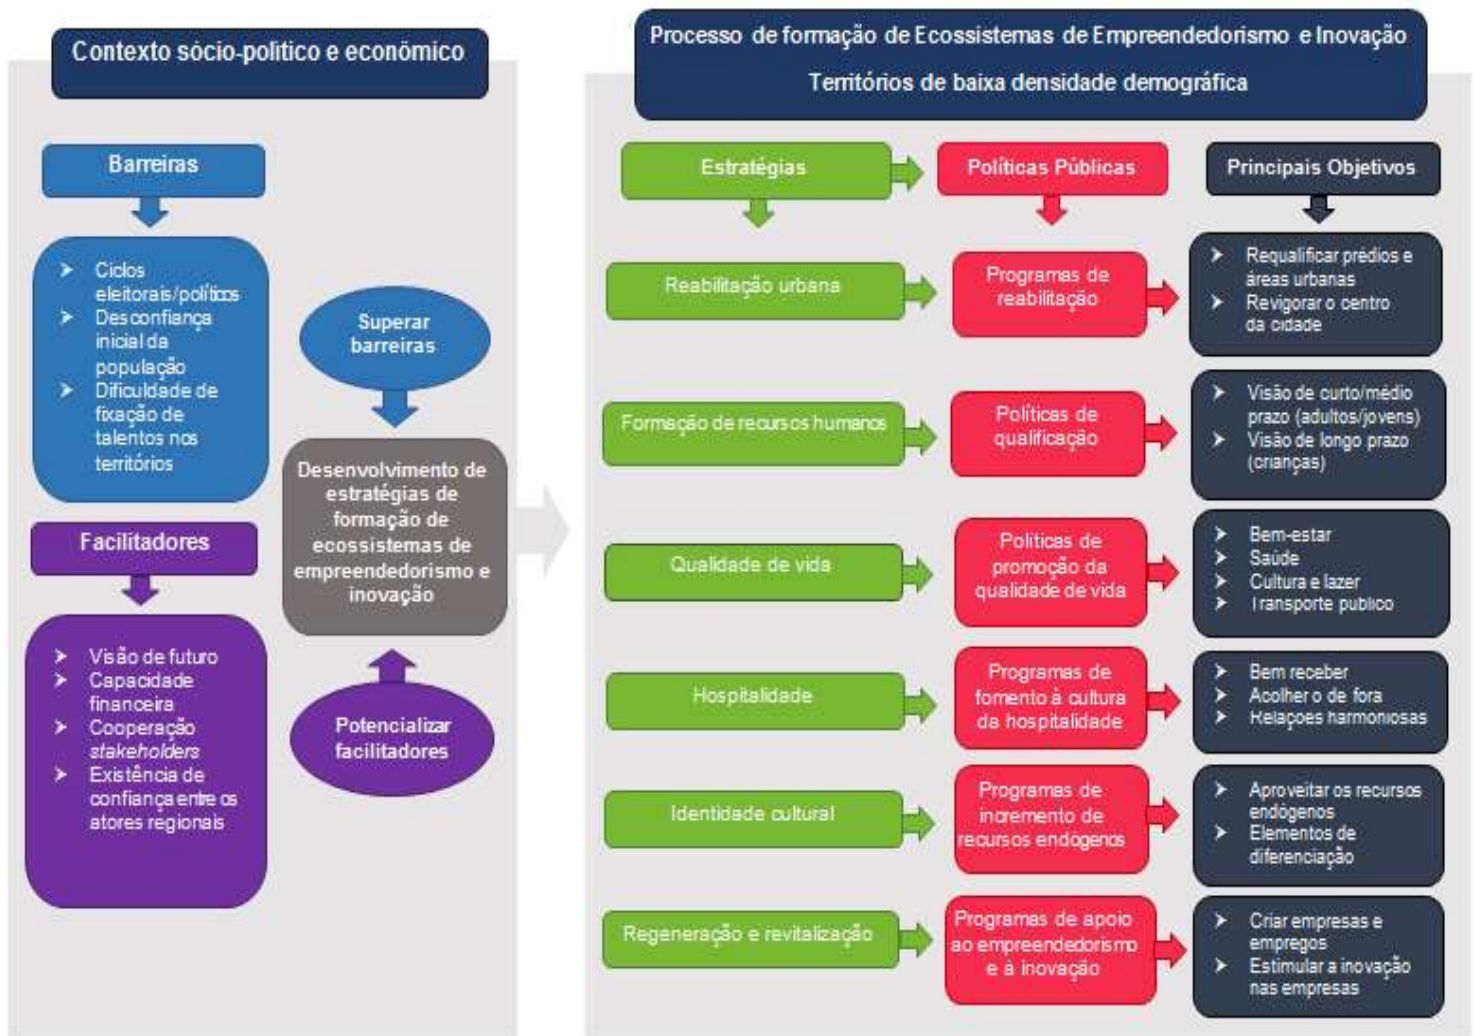 Contexto sócio-politico e econômico
Barreiras
➤ Ciclos
eleitorais/políticos
➤ Desconfiança
inicial da
população
➤ Dificuldade de
fixação de
talentos nos
territórios
Facilitadores
➤ Visão de futuro
➤ Capacidade
financeira
➤ Cooperação
stakeholders
➤ Existência de
confiança entre os
atores regionais
Superar
barreiras
Desenvolvimento de
estratégias de
formação de
ecossistemas de
empreendedorismo e
inovação
Potencializar
facilitadores
Processo de formação de Ecossistemas de Empreendedorismo e Inovação
Territórios de baixa densidade demográfica
Estratégias
Políticas Públicas
Principais Objetivos
Reabilitação urbana
Programas de
reabilitação
➤ Requalificar prédios e
áreas urbanas
➤ Revigorar o centro
da cidade
Formação de recursos humanos
Políticas de
qualificação
➤ Visão de curto/médio
prazo (adultos/jovens)
➤ Visão de longo prazo
(crianças)
Qualidade de vida
Políticas de
promoção da
qualidade de vida
➤ Bem-estar
➤ Saúde
➤ Cultura e lazer
➤ Transporte público
Hospitalidade
Programas de
fomento à cultura
da hospitalidade
➤ Bem receber
➤ Acolher o de fora
➤ Relações harmoniosas
Identidade cultural
Programas de
incremento de
recursos endógenos
➤ Aproveitar os recursos
endógenos
➤ Elementos de
diferenciação
Regeneração e revitalização
Programas de apoio
ao empreendedorismo
e à inovação
➤ Criar empresas e
empregos
➤ Estimular a inovação
nas empresas